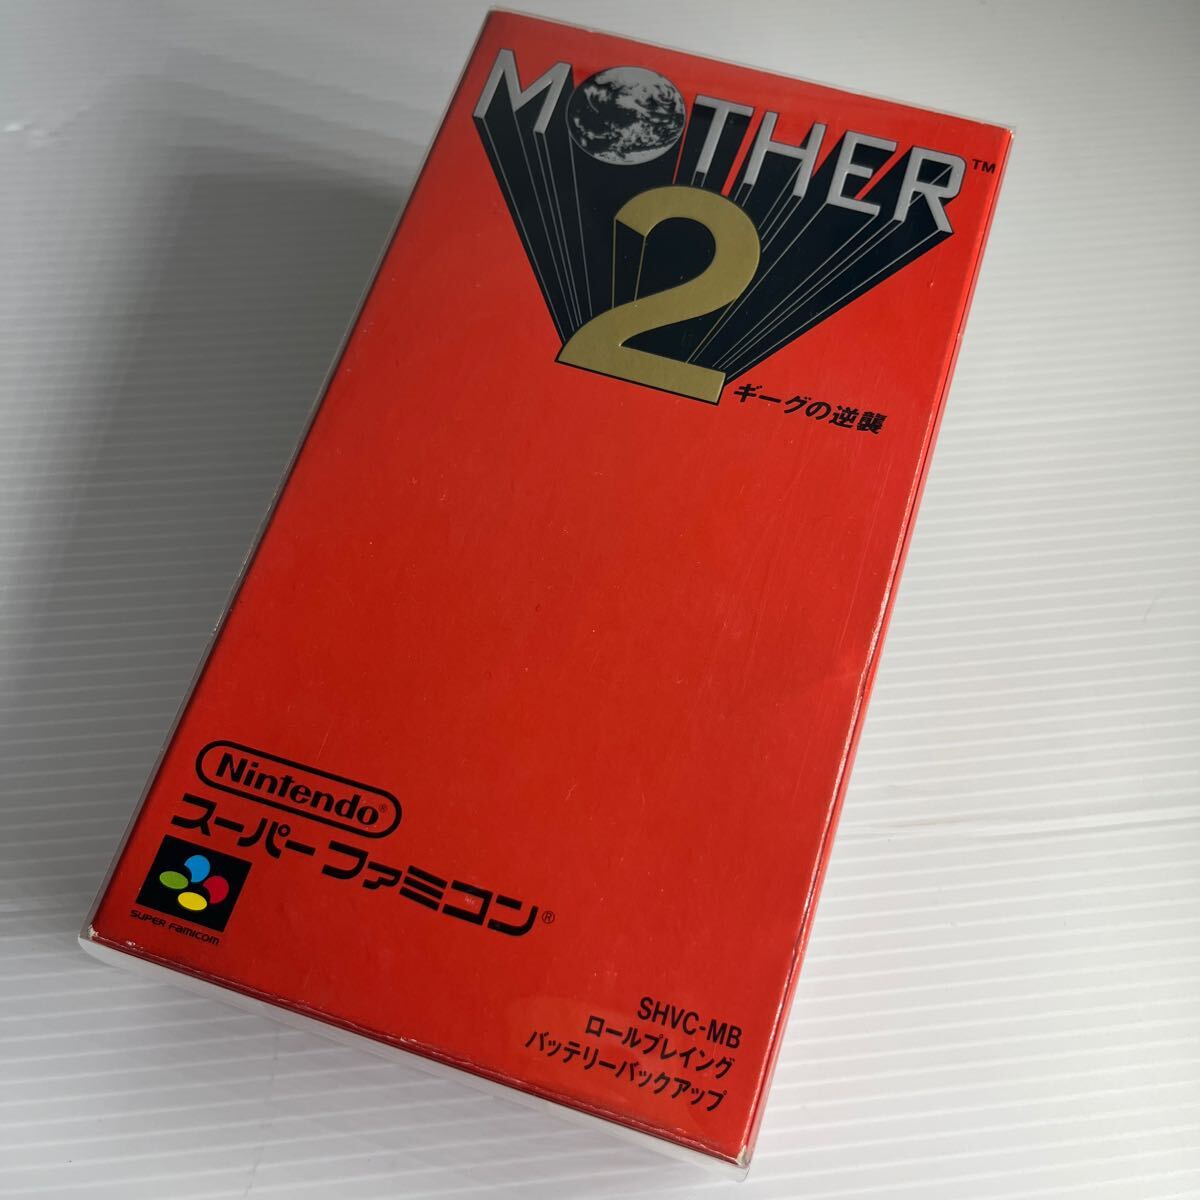 MOTHER™
2
ギーグの逆襲
Nintendo®
スーパーファミコン®
SUPER FAMICOM
SHVC-MB
ロールプレイング
バッテリーバックアップ